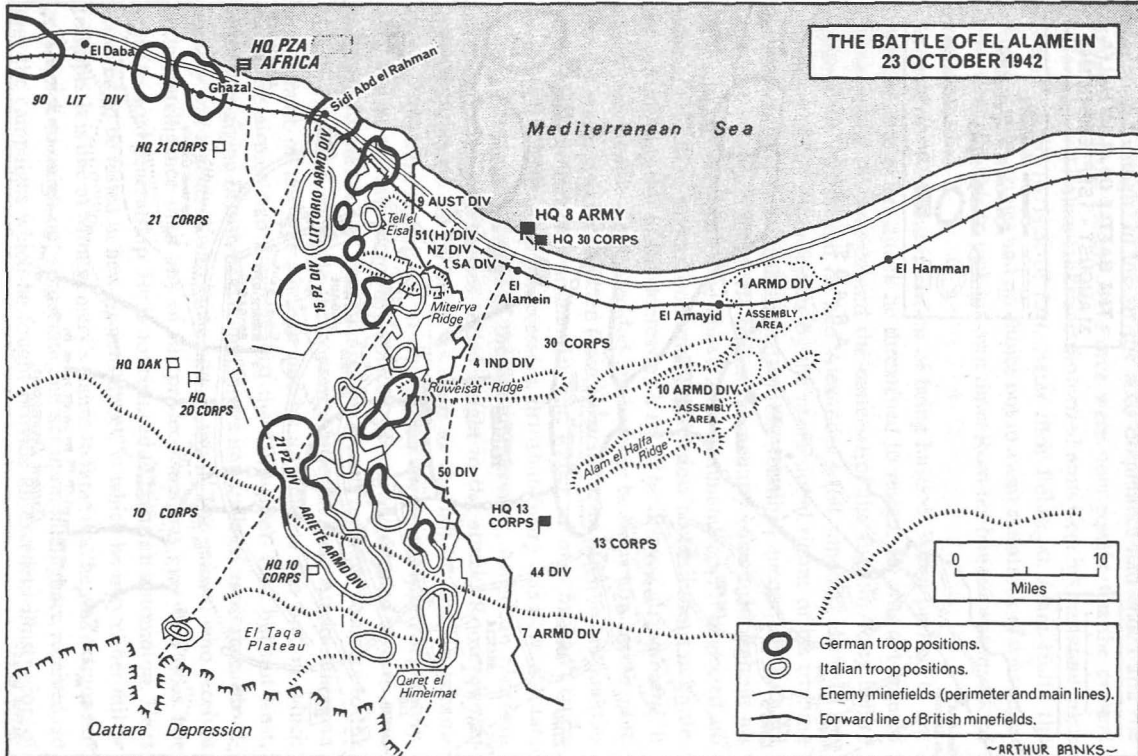 THE BATTLE OF EL ALAMEIN
23 OCTOBER 1942
El Daba
HQ PZA
AFRICA
Ghazal
Sidi Abd el Rahman
90 LIT DIV
Mediterranean Sea
HQ 21 CORPS
21 CORPS
LITTORIO ARMD DIV
9 AUST DIV
Tell el
Eisa
51(H) DIV
NZ DIV
1 SA DIV
HQ 8 ARMY
HQ 30 CORPS
El
Alamein
El Hamman
1 ARMD DIV
ASSEMBLY
AREA
El Amayid
15 PZ DIV
Miteirya
Ridge
30 CORPS
HQ DAK
HQ
20 CORPS
4 IND DIV
Ruweisat Ridge
10 ARMD DIV
ASSEMBLY
AREA
Alam el Halfa
Ridge
21 PZ DIV
50 DIV
10 CORPS
ARIETE ARMD DIV
HQ 13
CORPS
13 CORPS
HQ 10
CORPS
44 DIV
7 ARMD DIV
El Taqa
Plateau
Qaret el
Himeimat
Qattara Depression
0 10
Miles
German troop positions.
Italian troop positions.
Enemy minefields (perimeter and main lines).
Forward line of British minefields.
~ARTHUR BANKS~